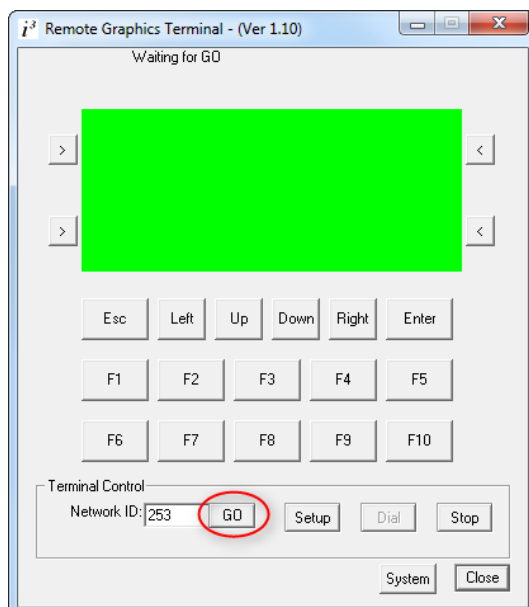 i³ Remote Graphics Terminal - (Ver 1.10)
Waiting for GO
> <
> <
Esc Left Up Down Right Enter
F1 F2 F3 F4 F5
F6 F7 F8 F9 F10
Terminal Control
Network ID: 253 GO Setup Dial Stop
System Close